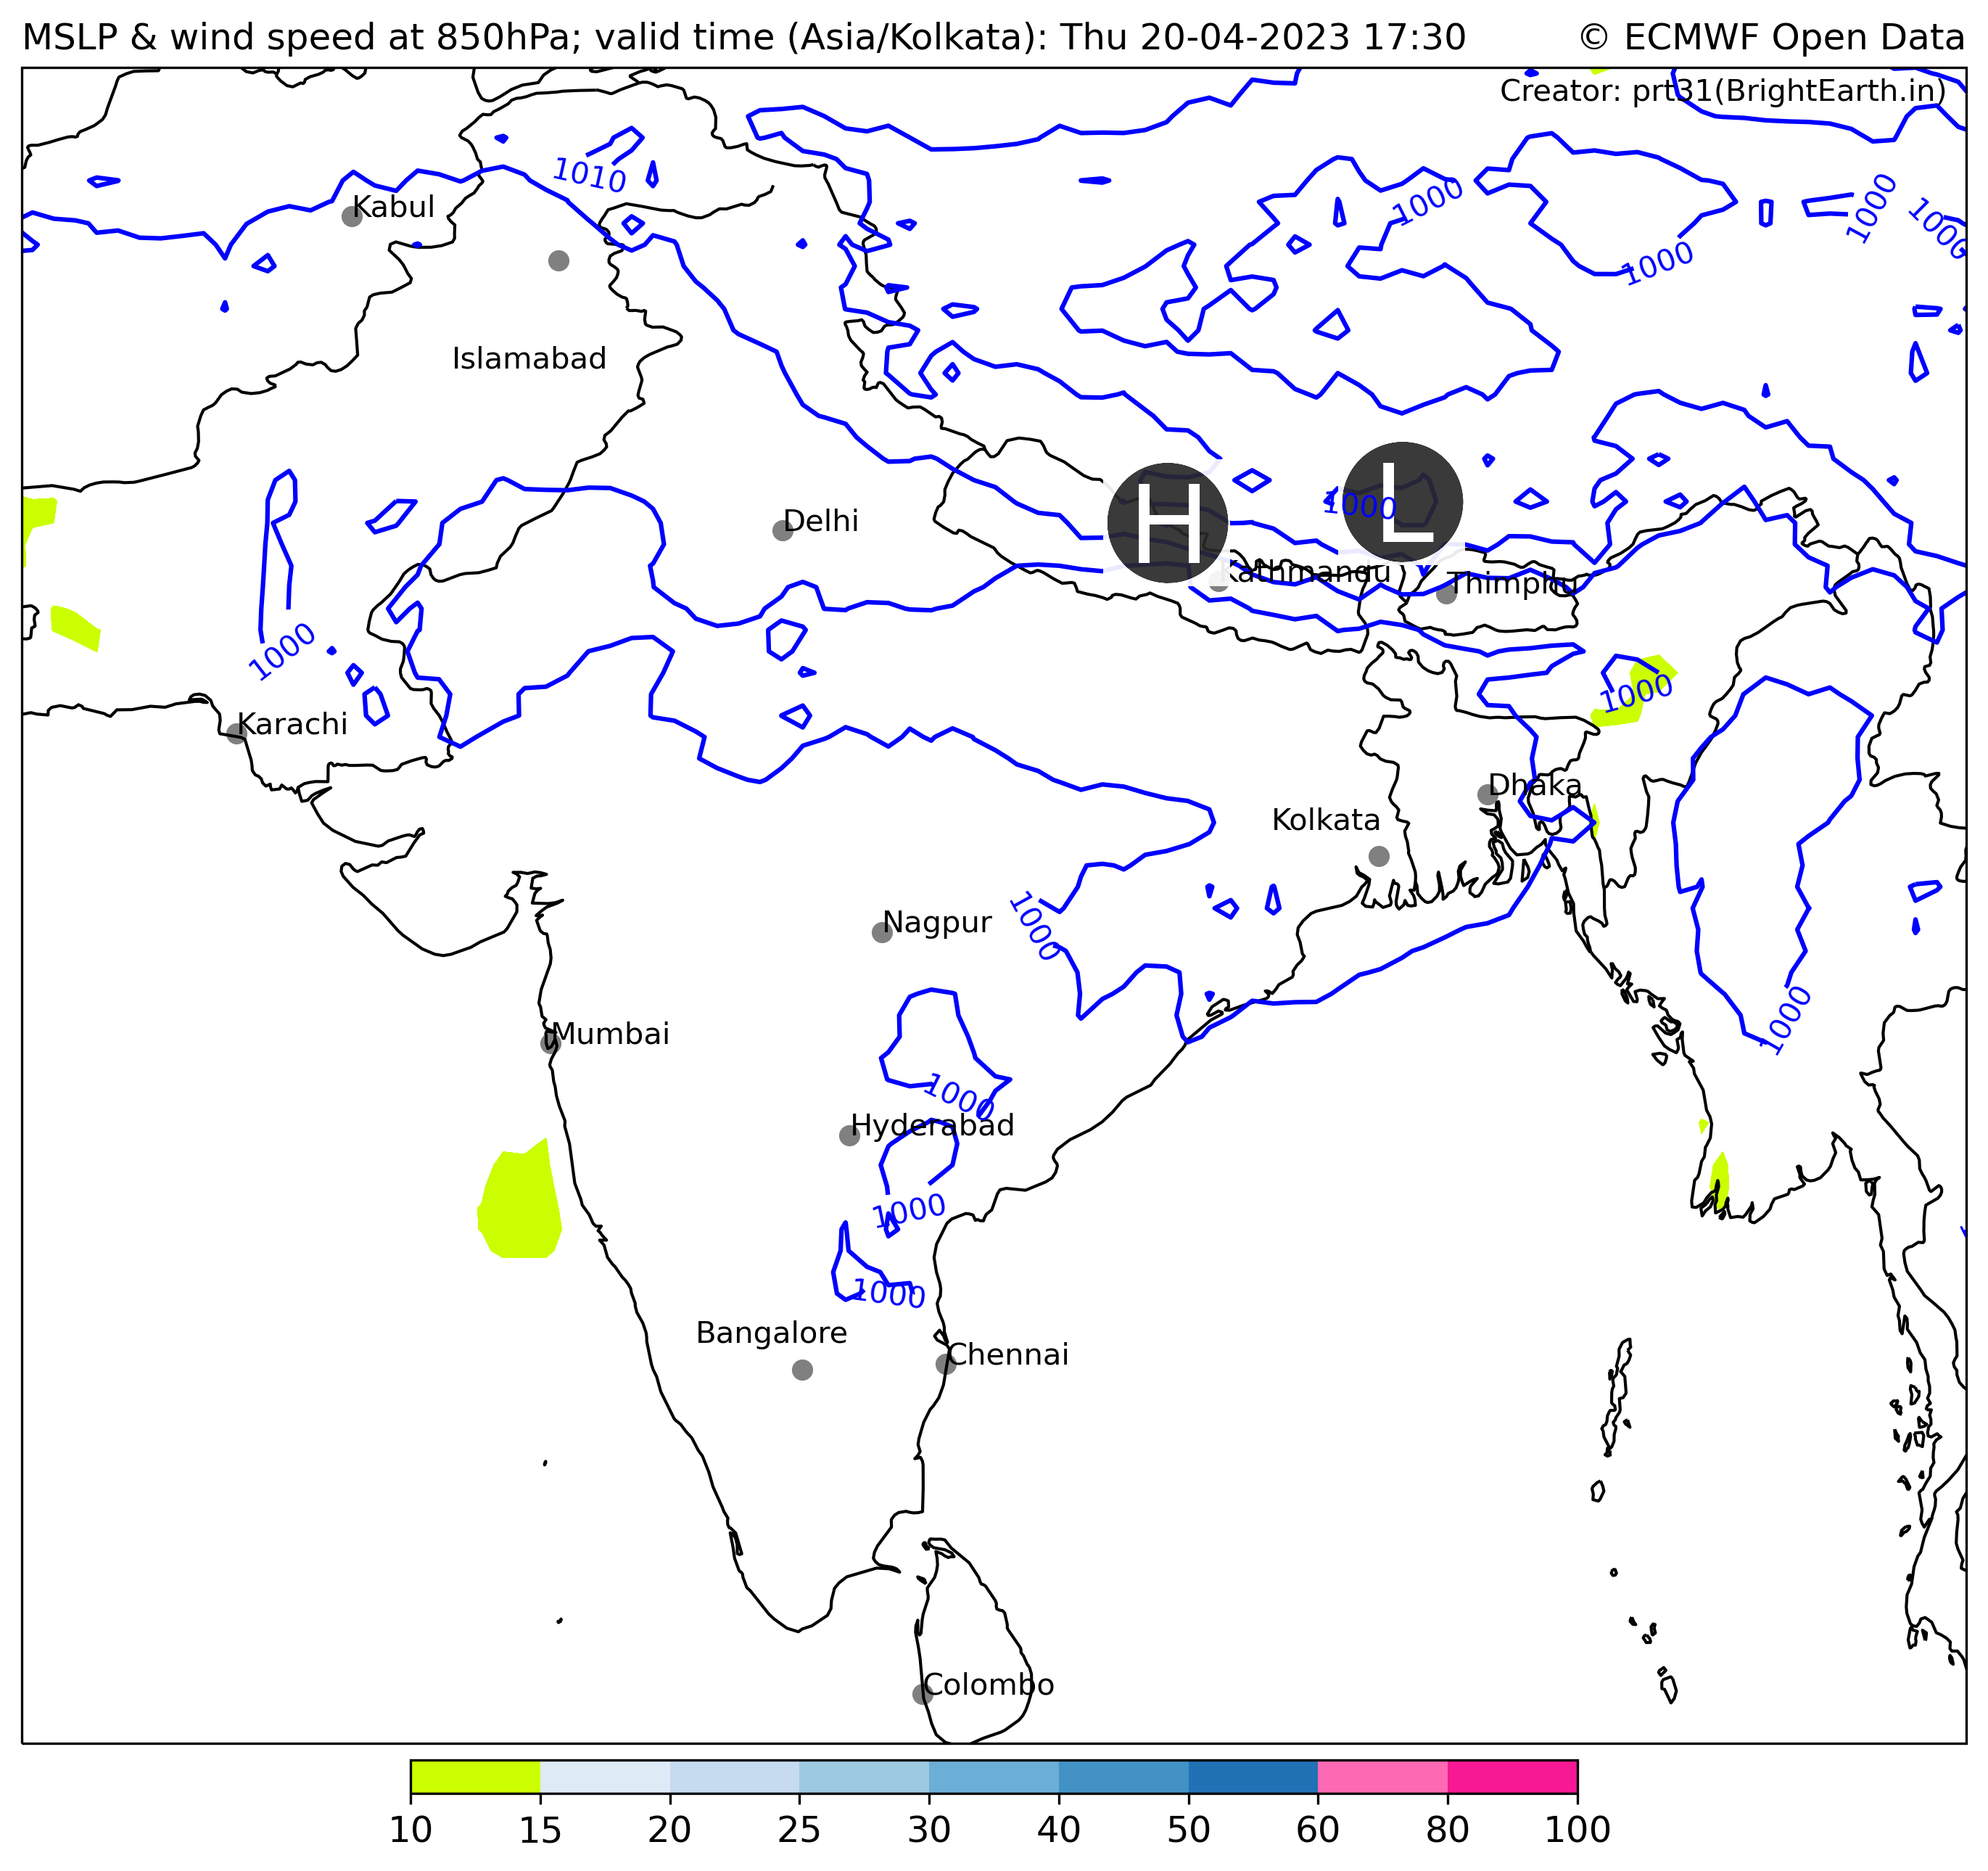 MSLP & wind speed at 850hPa; valid time (Asia/Kolkata): Thu 20-04-2023 17:30
© ECMWF Open Data
Creator: prt31(BrightEarth.in)
1010
1000
1000
1000
1000
Kabul
Islamabad
H
L
1000
Delhi
Kathmandu
Thimphu
1000
1000
Karachi
Dhaka
Kolkata
Nagpur
1000
Mumbai
1000
1000
Hyderabad
1000
1000
Bangalore
Chennai
Colombo
10 15 20 25 30 40 50 60 80 100